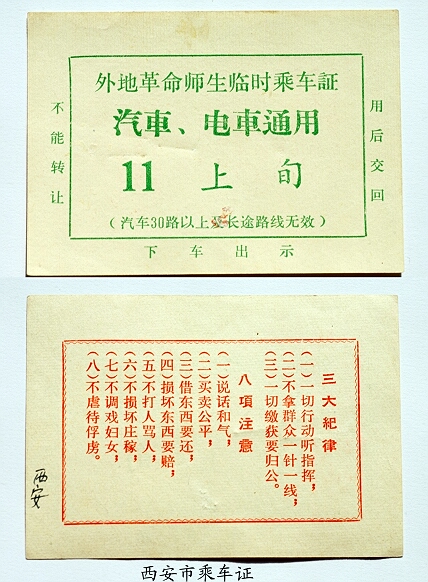 外地革命师生临时乘车証
汽車、电車通用
11 上旬
（汽车30路以上及长途路线无效）
不能转让
用后交回
下车出示
三大紀律
（一）一切行动听指挥，
（二）不拿群众一针一线，
（三）一切缴获要归公。
八項注意
（一）说话和气，
（二）买卖公平，
（三）借东西要还，
（四）损坏东西要赔，
（五）不打人骂人，
（六）不损坏庄稼，
（七）不调戏妇女，
（八）不虐待俘虏。
西安
西安市乘车证